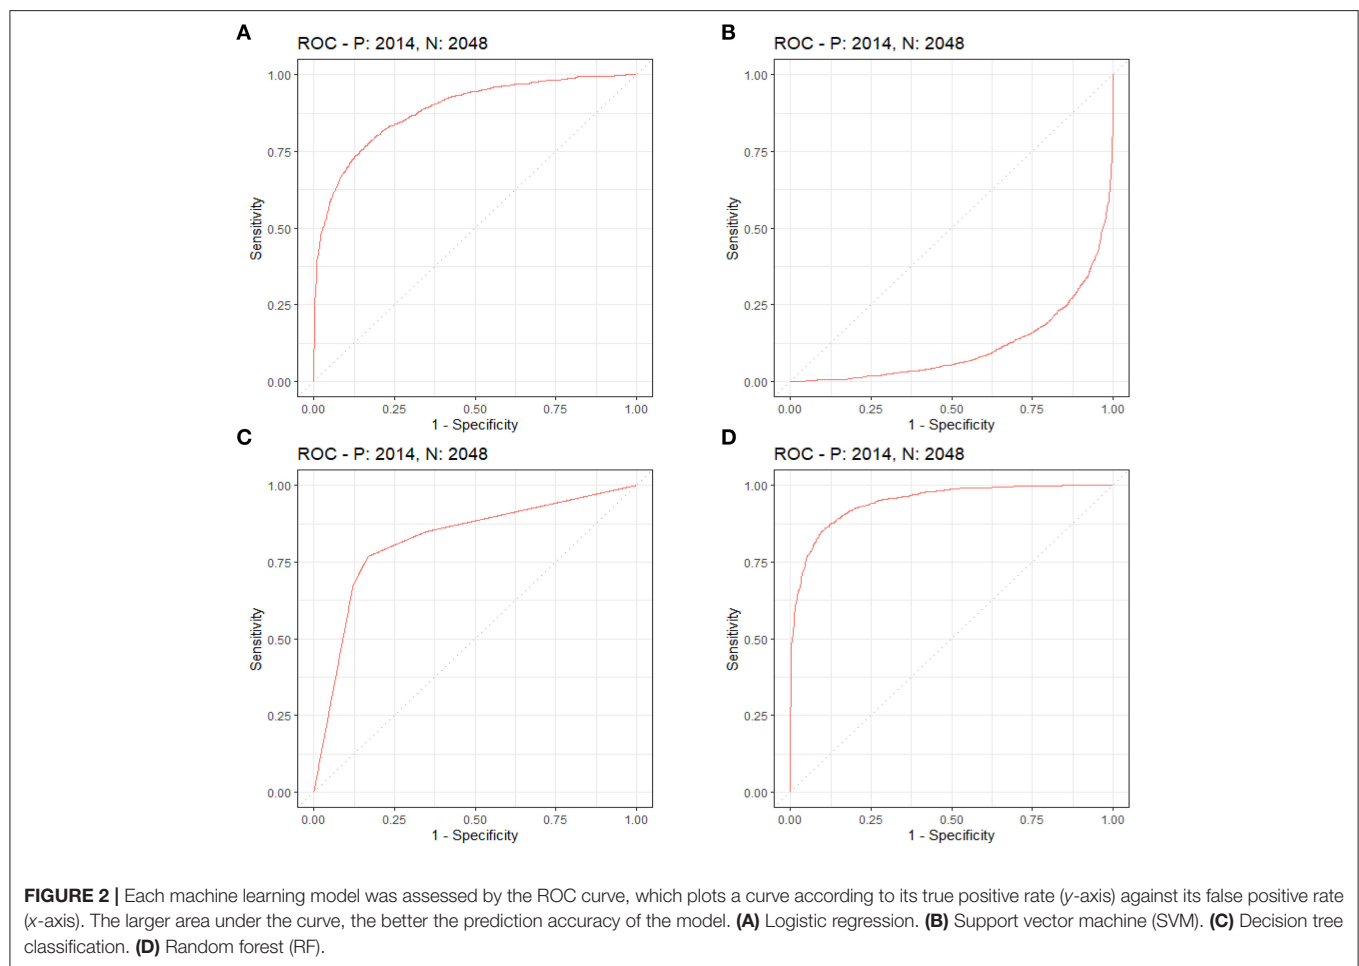 A
ROC - P: 2014, N: 2048
1.00
0.75
0.50
0.25
0.00
Sensitivity
0.00 0.25 0.50 0.75 1.00
1 - Specificity
B
ROC - P: 2014, N: 2048
1.00
0.75
0.50
0.25
0.00
Sensitivity
0.00 0.25 0.50 0.75 1.00
1 - Specificity
C
ROC - P: 2014, N: 2048
1.00
0.75
0.50
0.25
0.00
Sensitivity
0.00 0.25 0.50 0.75 1.00
1 - Specificity
D
ROC - P: 2014, N: 2048
1.00
0.75
0.50
0.25
0.00
Sensitivity
0.00 0.25 0.50 0.75 1.00
1 - Specificity
FIGURE 2 | Each machine learning model was assessed by the ROC curve, which plots a curve according to its true positive rate (y-axis) against its false positive rate
(x-axis). The larger area under the curve, the better the prediction accuracy of the model. (A) Logistic regression. (B) Support vector machine (SVM). (C) Decision tree
classification. (D) Random forest (RF).